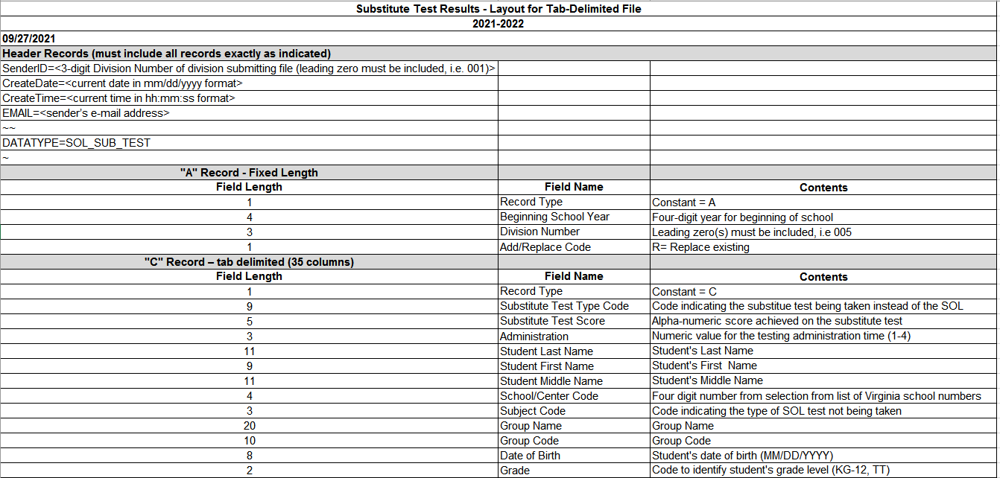 Substitute Test Results - Layout for Tab-Delimited File
2021-2022
09/27/2021
Header Records (must include all records exactly as indicated)
SenderID=<3-digit Division Number of division submitting file (leading zero must be included, i.e. 001)>
CreateDate=<current date in mm/dd/yyyy format>
CreateTime=<current time in hh:mm:ss format>
EMAIL=<sender's e-mail address>
~~
DATATYPE=SOL_SUB_TEST
~
"A" Record - Fixed Length
Field Length Field Name Contents
1 Record Type Constant = A
4 Beginning School Year Four-digit year for beginning of school
3 Division Number Leading zero(s) must be included, i.e 005
1 Add/Replace Code R= Replace existing
"C" Record – tab delimited (35 columns)
Field Length Field Name Contents
1 Record Type Constant = C
9 Substitute Test Type Code Code indicating the substitue test being taken instead of the SOL
5 Substitute Test Score Alpha-numeric score achieved on the substitute test
3 Administration Numeric value for the testing administration time (1-4)
11 Student Last Name Student's Last Name
9 Student First Name Student's First  Name
11 Student Middle Name Student's Middle Name
4 School/Center Code Four digit number from selection from list of Virginia school numbers
3 Subject Code Code indicating the type of SOL test not being taken
20 Group Name Group Name
10 Group Code Group Code
8 Date of Birth Student's date of birth (MM/DD/YYYY)
2 Grade Code to identify student's grade level (KG-12, TT)